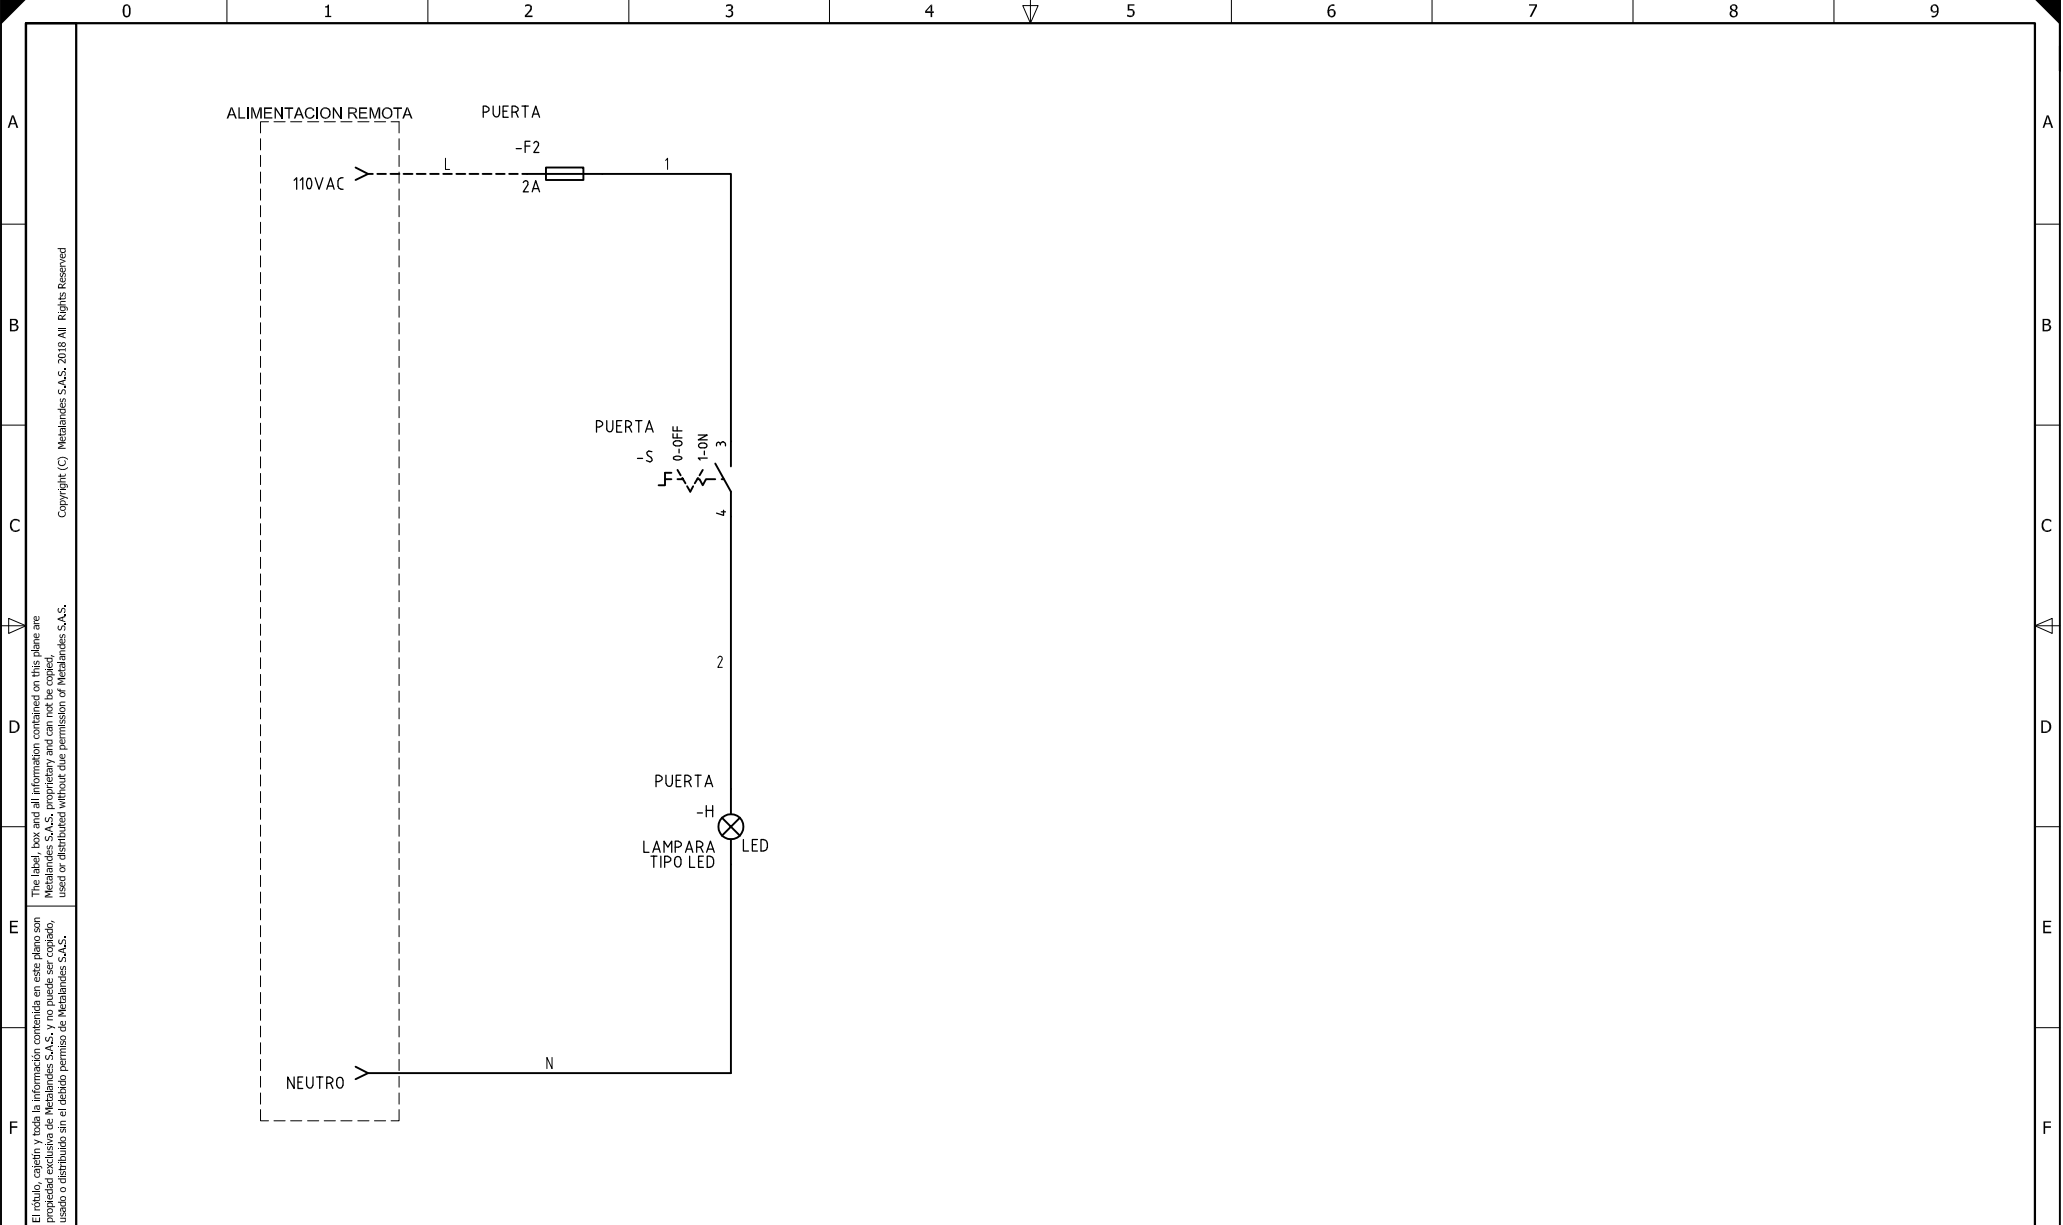 0 1 2 3 4 5 6 7 8 9
A A
ALIMENTACION REMOTA
PUERTA
-F2
L
1
110VAC
2A
B B
Copyright (C) Metalandes S.A.S. 2018 All Rights Reserved
PUERTA
-S
0-OFF
1-ON
3
4
C C
The label, box and all information contained on this plane are
Metalandes S.A.S. proprietary and can not be copied,
used or distributed without due permission of Metalandes S.A.S.
2
D D
PUERTA
-H
LED
LAMPARA
TIPO LED
E E
El rótulo, cajetín y toda la información contenida en este plano son
propiedad exclusiva de Metalandes S.A.S. y no puede ser copiado,
usado o distribuido sin el debido permiso de Metalandes S.A.S.
N
NEUTRO
F F